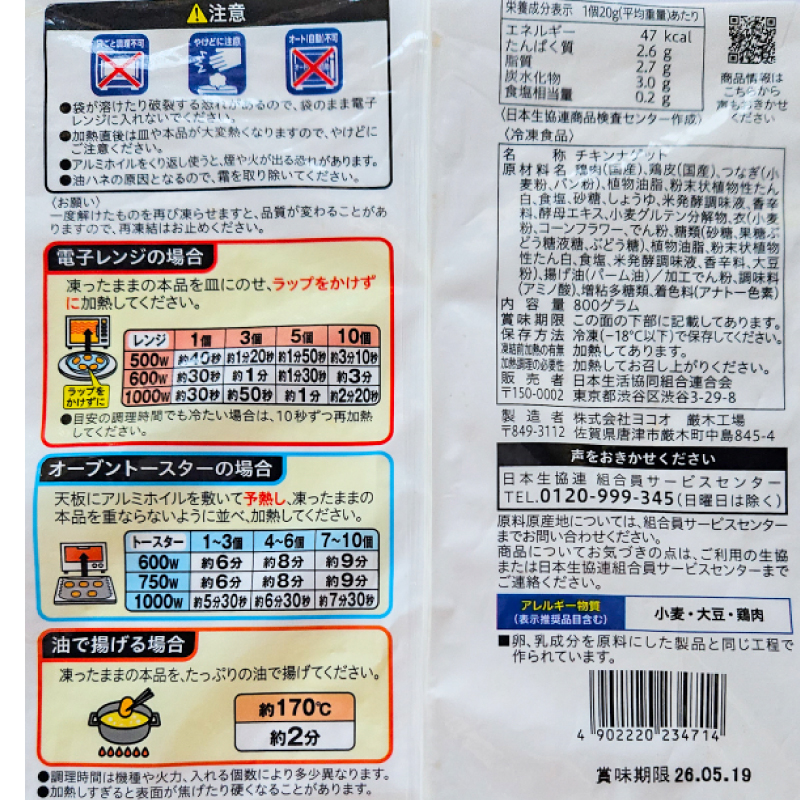 注意
袋ごと調理不可
やけどに注意
オート(自動)不可
●袋が溶けたり破裂する恐れがあるので、袋のまま電子
レンジに入れないでください。
●加熱直後は皿や本品が大変熱くなりますので、やけどに
ご注意ください。
●アルミホイルをくり返し使うと、煙や火が出る恐れがあります。
●油ハネの原因となるので、霜を取り除いてください。
〈お願い〉
一度解けたものを再び凍らせますと、品質が変わることがあ
りますので、再凍結はお止めください。
電子レンジの場合
凍ったままの本品を皿にのせ、ラップをかけず
に加熱してください。
ラップを
かけずに
レンジ 1個 3個 5個 10個
500W 約40秒 約1分20秒 約1分50秒 約3分10秒
600W 約30秒 約1分 約1分30秒 約3分
1000W 約30秒 約50秒 約1分 約2分20秒
●目安の調理時間でも冷たい場合は、10秒ずつ再加熱
してください。
オーブントースターの場合
天板にアルミホイルを敷いて予熱し、凍ったままの
本品を重ならないように並べ、加熱してください。
トースター 1~3個 4~6個 7~10個
600W 約6分 約8分 約9分
750W 約6分 約8分 約9分
1000W 約5分30秒 約6分30秒 約7分30秒
油で揚げる場合
凍ったままの本品を、たっぷりの油で揚げてください。
約170℃
約2分
●調理時間は機種や火力、入れる個数により多少異なります。
●加熱しすぎると表面が焦げたり硬くなることがあります。
栄養成分表示 1個20g(平均重量)あたり
エネルギー 47 kcal
たんぱく質 2.6 g
脂質 2.7 g
炭水化物 3.0 g
食塩相当量 0.2 g
〈日本生協連商品検査センター作成〉
商品情報は
こちらから
声もおきかせ
ください
〈冷凍食品〉
名称 チキンナゲット
原材料名 鶏肉(国産)、鶏皮(国産)、つなぎ(小
麦粉、パン粉)、植物油脂、粉末状植物性たん
白、食塩、砂糖、しょうゆ、米発酵調味液、香辛
料、酵母エキス、小麦グルテン分解物、衣(小麦
粉、コーンフラワー、でん粉、糖類(砂糖、果糖ぶ
どう糖液糖、ぶどう糖)、植物油脂、粉末状植物
性たん白、食塩、米発酵調味液、香辛料、大豆
粉)、揚げ油(パーム油)/加工でん粉、調味料
(アミノ酸)、増粘多糖類、着色料(アナトー色素)
内容量 800グラム
賞味期限 この面の下部に記載してあります。
保存方法 冷凍(-18℃以下)で保存してください。
凍結前加熱の有無 加熱してあります。
加熱調理の必要性 加熱してお召し上がりください。
販売者 日本生活協同組合連合会
〒150-0002 東京都渋谷区渋谷3-29-8
製造者 株式会社ヨコオ 厳木工場
〒849-3112 佐賀県唐津市厳木町中島845-4
声をおきかせください
日本生協連 組合員サービスセンター
TEL.0120-999-345(日曜日は除く)
原料原産地については、組合員サービスセンター
までお問い合わせください。
商品についてお気づきの点は、ご利用の生協
または日本生協連組合員サービスセンターまで
ご連絡ください。
アレルギー物質
(表示推奨品目含む)
小麦・大豆・鶏肉
■卵、乳成分を原料にした製品と同じ工程で
作られています。
4 902220 234714
賞味期限 26.05.19